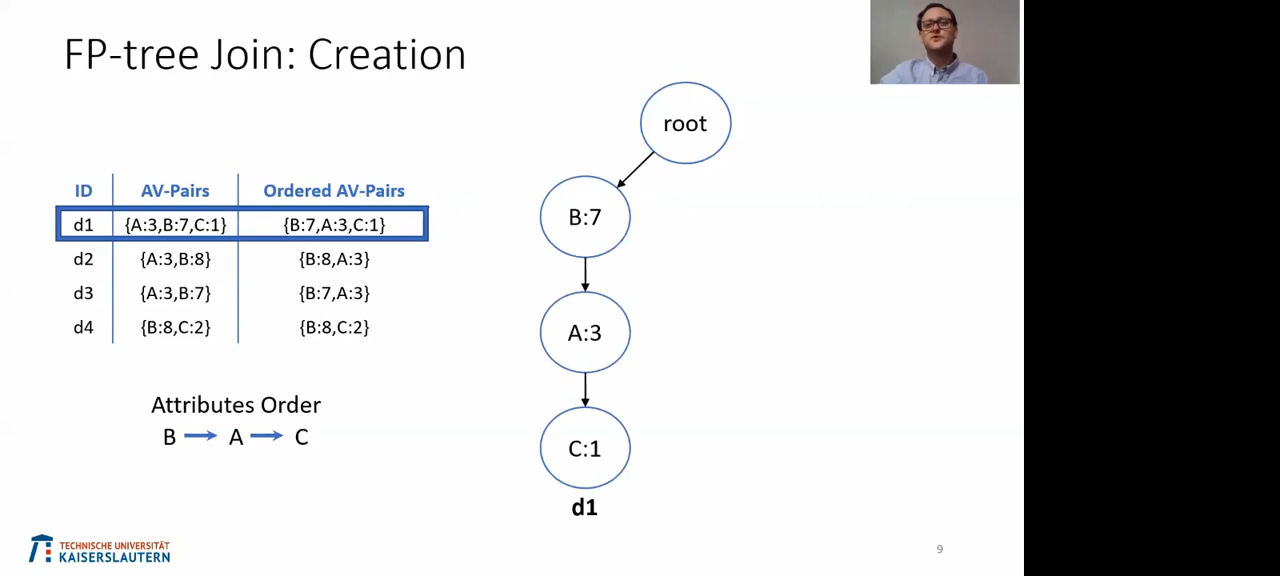 FP-tree Join: Creation
root
ID AV-Pairs Ordered AV-Pairs
d1 {A:3,B:7,C:1} {B:7,A:3,C:1}
d2 {A:3,B:8} {B:8,A:3}
d3 {A:3,B:7} {B:7,A:3}
d4 {B:8,C:2} {B:8,C:2}
Attributes Order
B → A → C
B:7
A:3
C:1
d1
TECHNISCHE UNIVERSITÄT
KAISERSLAUTERN
9